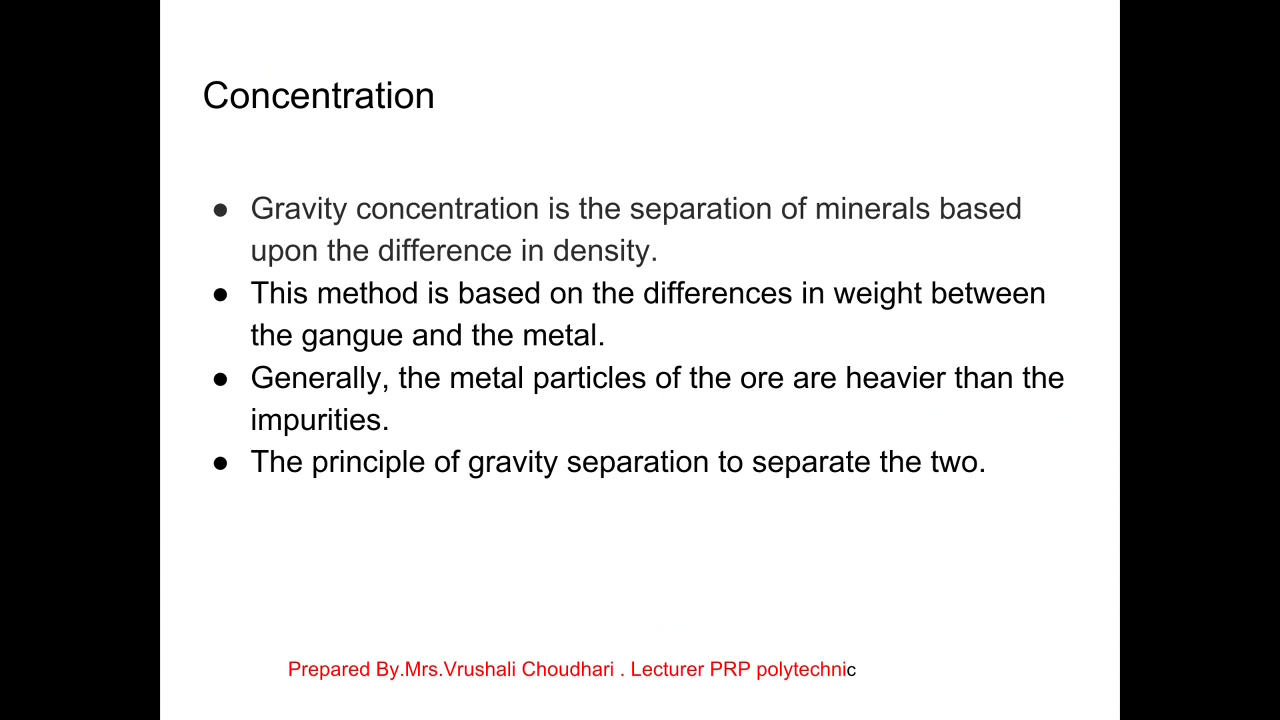 Concentration
● Gravity concentration is the separation of minerals based
upon the difference in density.
● This method is based on the differences in weight between
the gangue and the metal.
● Generally, the metal particles of the ore are heavier than the
impurities.
● The principle of gravity separation to separate the two.
Prepared By.Mrs.Vrushali Choudhari . Lecturer PRP polytechnic